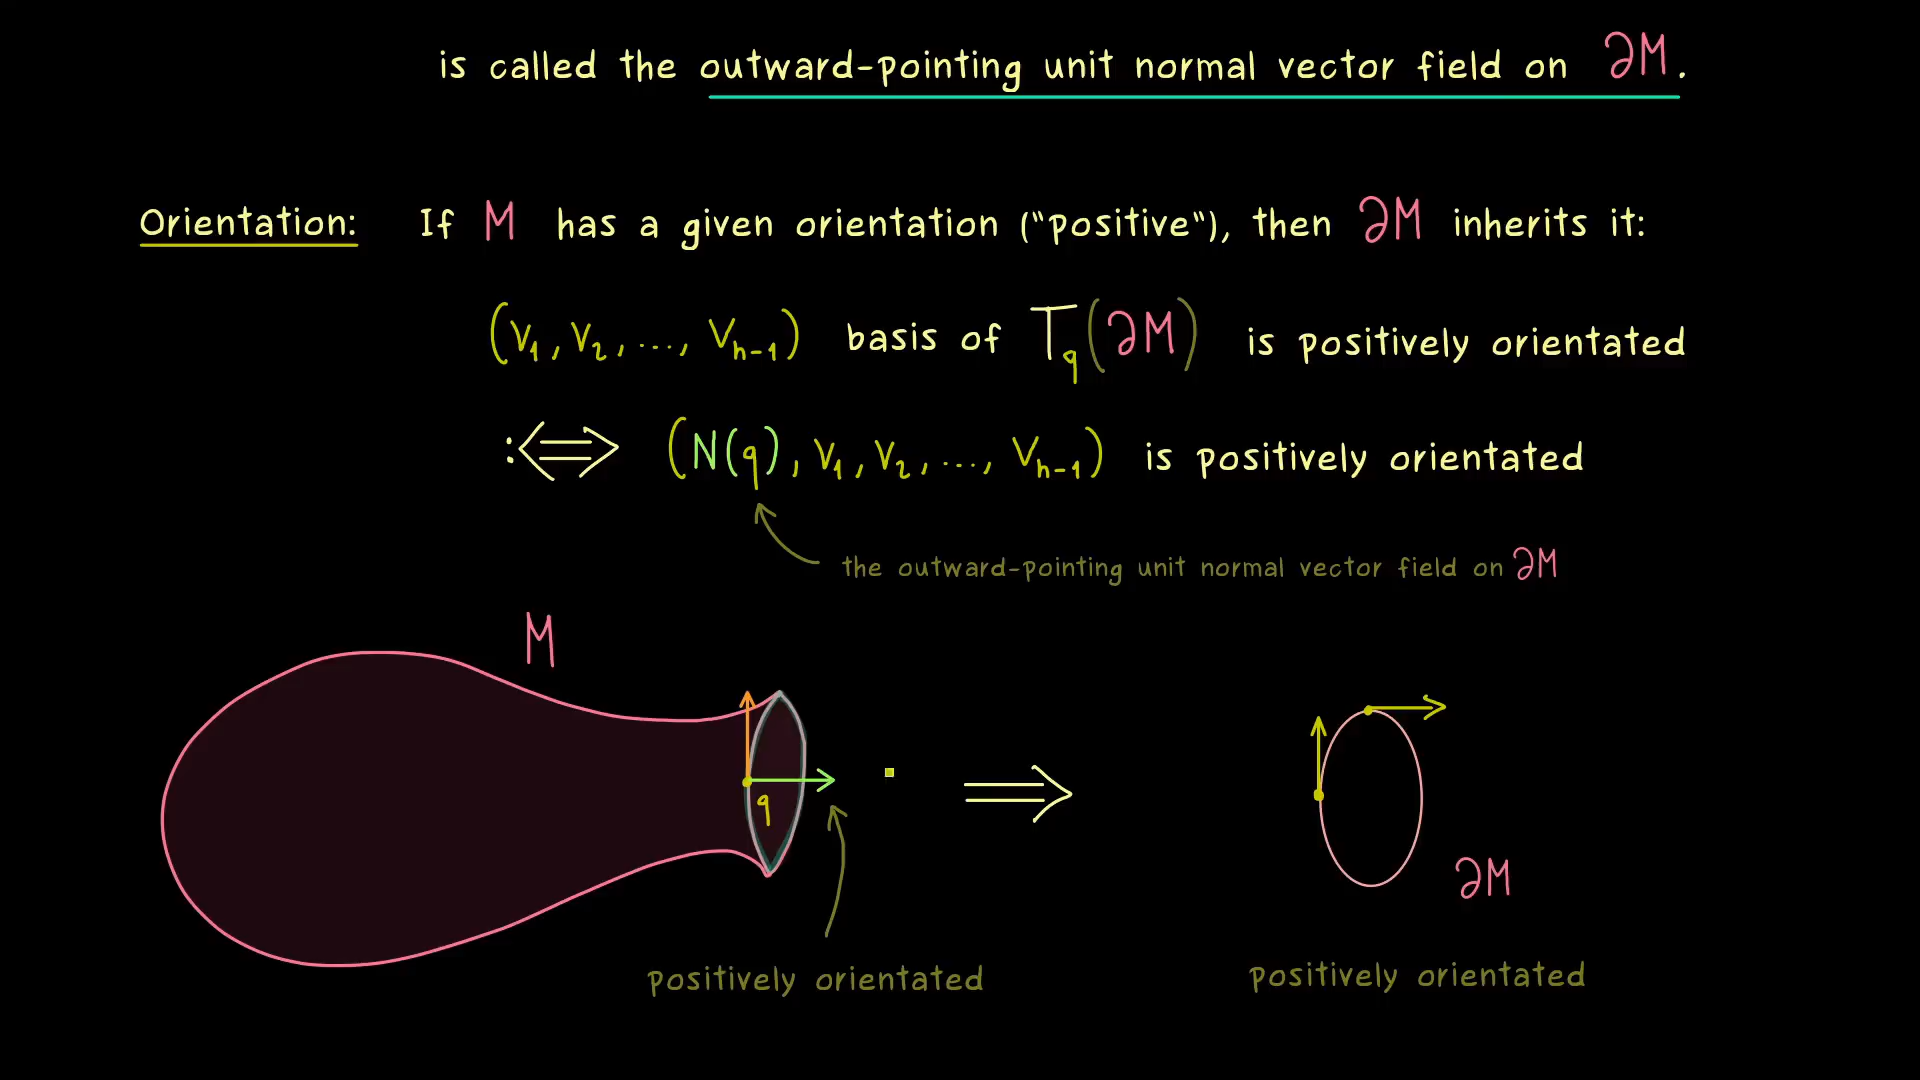 is called the outward-pointing unit normal vector field on ∂M.
Orientation: If M has a given orientation ("positive"), then ∂M inherits it:
(v₁, v₂, ..., vₙ₋₁) basis of T_q(∂M) is positively orientated
:⟺ (N(q), v₁, v₂, ..., vₙ₋₁) is positively orientated
the outward-pointing unit normal vector field on ∂M
M
q
⟹
∂M
positively orientated
positively orientated